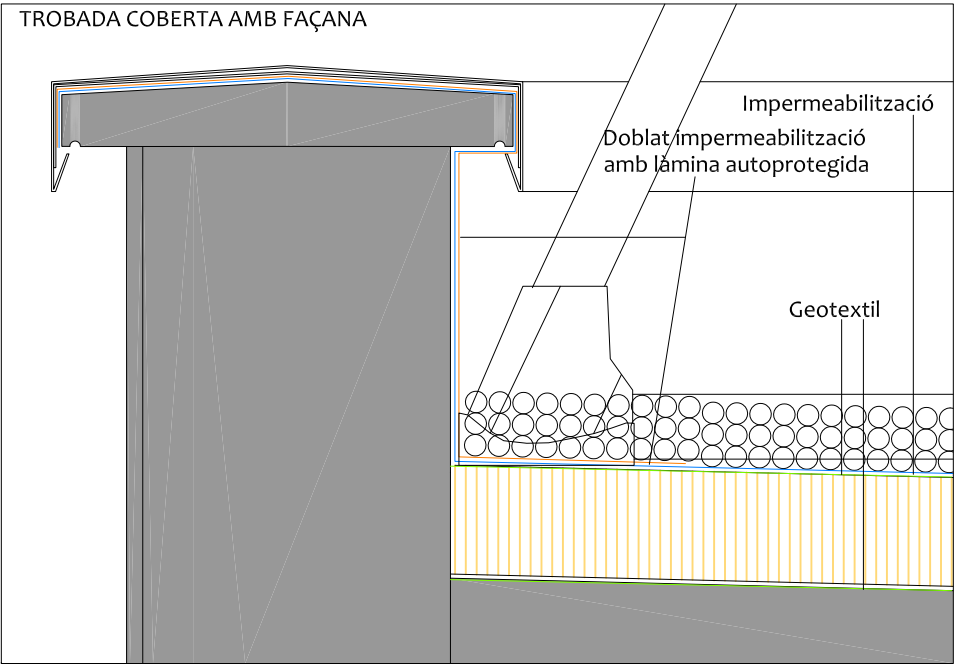 TROBADA COBERTA AMB FAÇANA
Impermeabilització
Doblat impermeabilització
amb làmina autoprotegida
Geotextil